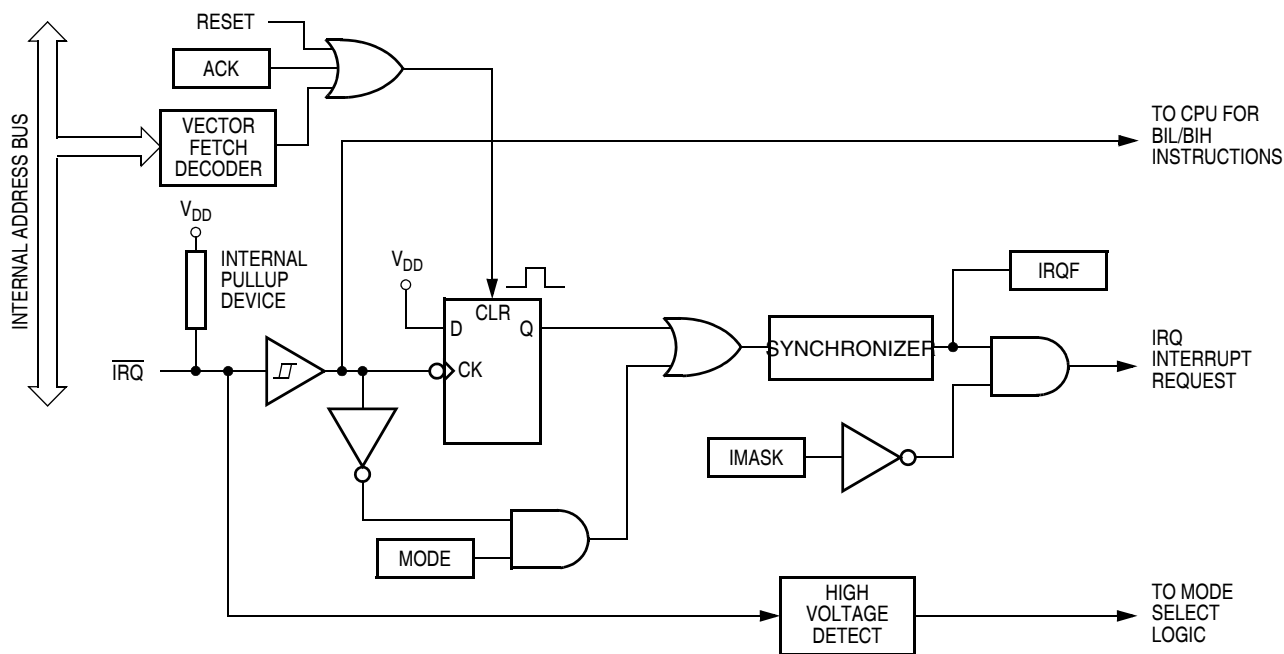 RESET
ACK
VECTOR
FETCH
DECODER
INTERNAL ADDRESS BUS
TO CPU FOR
BIL/BIH
INSTRUCTIONS
VDD
INTERNAL
PULLUP
DEVICE
VDD
CLR
D
Q
CK
IRQF
SYNCHRONIZER
IRQ
IRQ
INTERRUPT
REQUEST
IMASK
MODE
HIGH
VOLTAGE
DETECT
TO MODE
SELECT
LOGIC